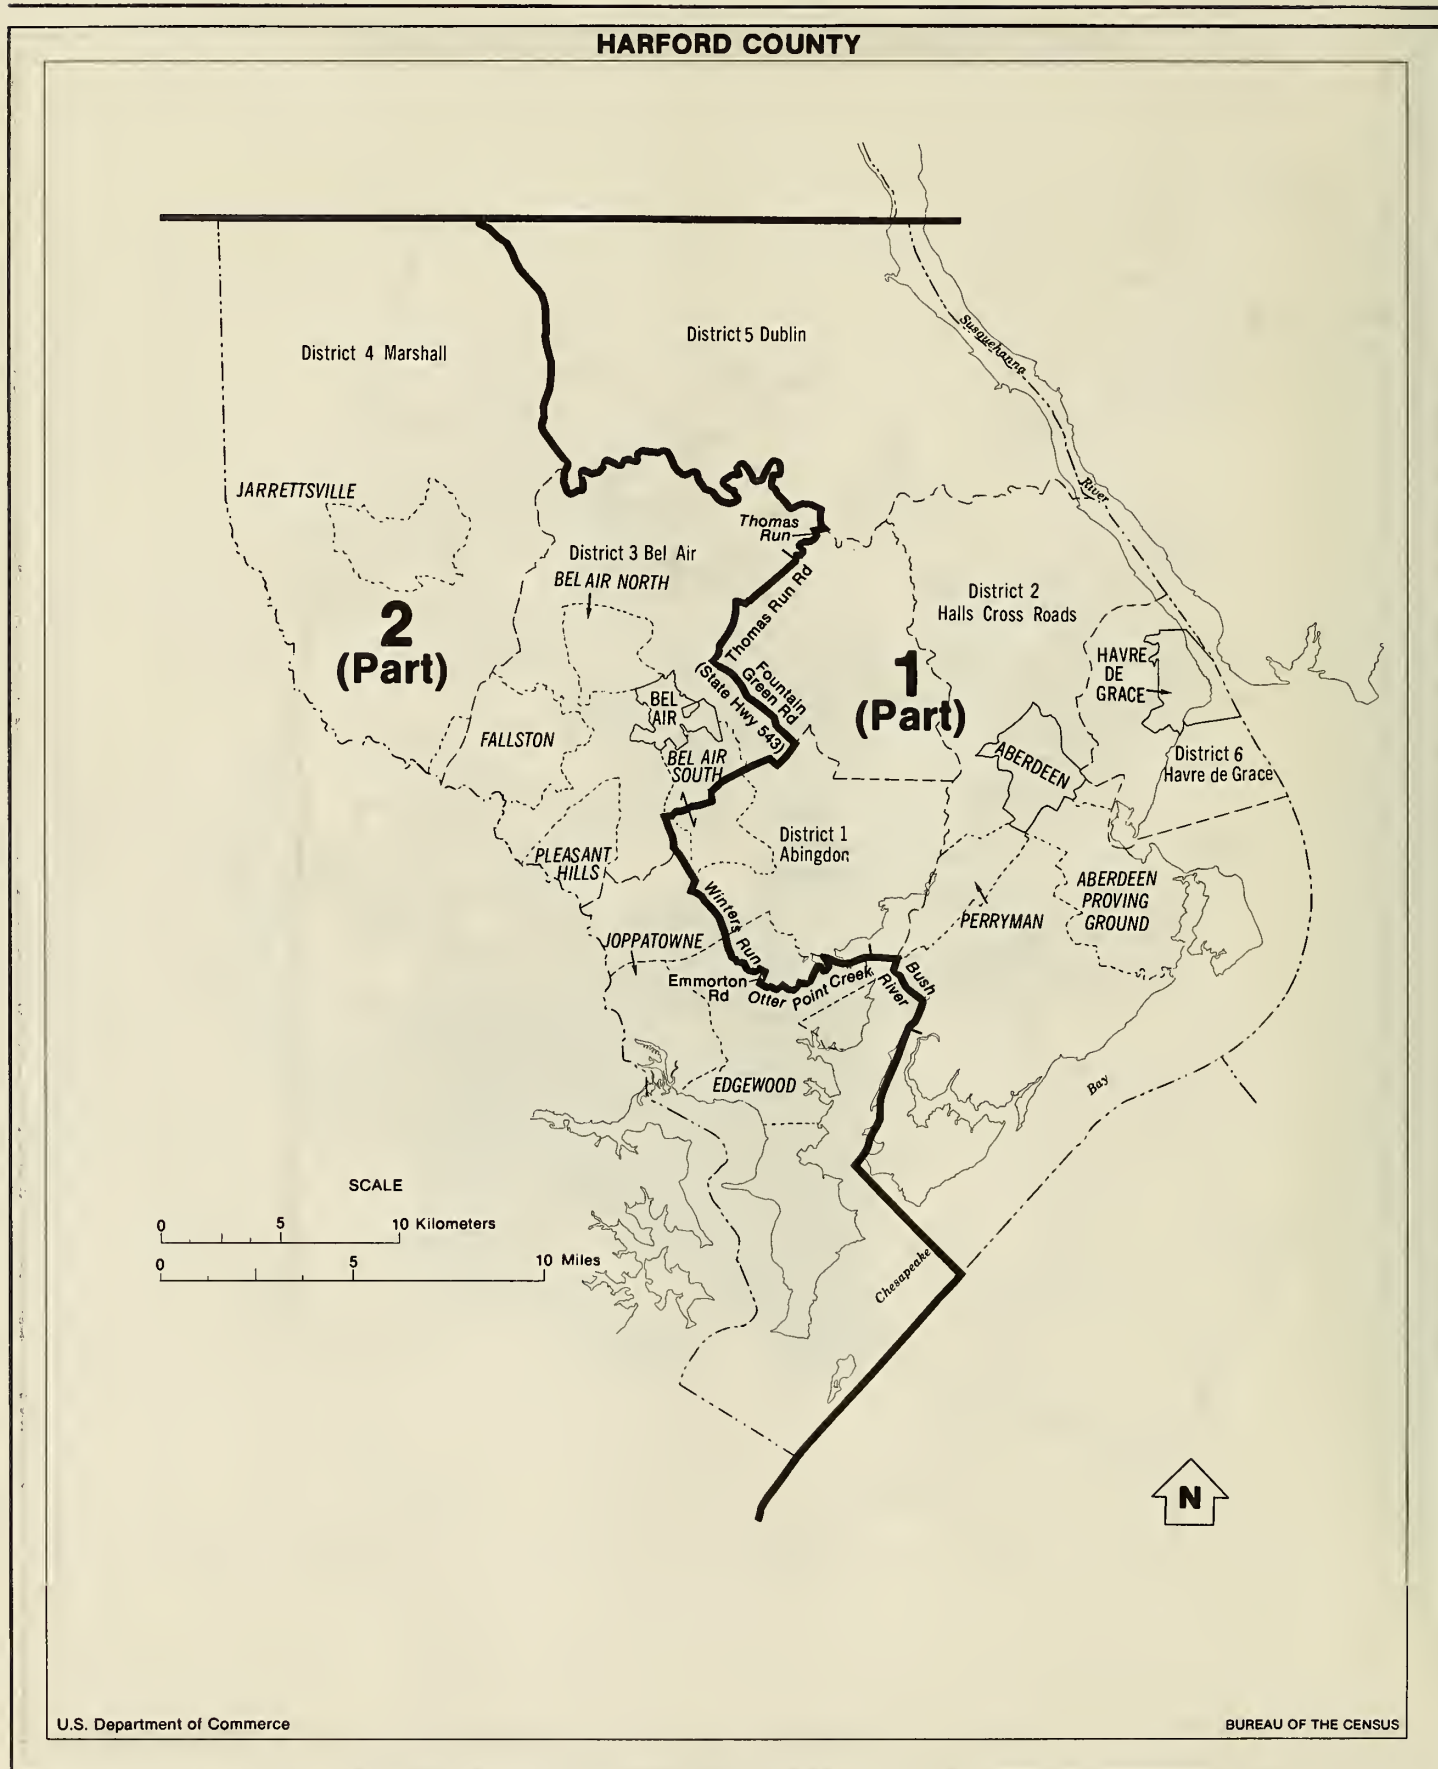 HARFORD COUNTY
Susquehanna
River
District 5 Dublin
District 4 Marshall
JARRETTSVILLE
Thomas
Run
District 3 Bel Air
BEL AIR NORTH
Thomas Run Rd
District 2
Halls Cross Roads
2
(Part)
1
(Part)
HAVRE
DE
GRACE
Fountain
Green Rd
(State Hwy 543)
BEL
AIR
FALLSTON
BEL AIR
SOUTH
ABERDEEN
District 6
Havre de Grace
District 1
Abingdon
PLEASANT
HILLS
ABERDEEN
PROVING
GROUND
PERRYMAN
Winters Run
JOPPATOWNE
Emmorton
Rd
Otter Point Creek
Bush
River
EDGEWOOD
Bay
Chesapeake
SCALE
0 5 10 Kilometers
0 5 10 Miles
N
U.S. Department of Commerce
BUREAU OF THE CENSUS